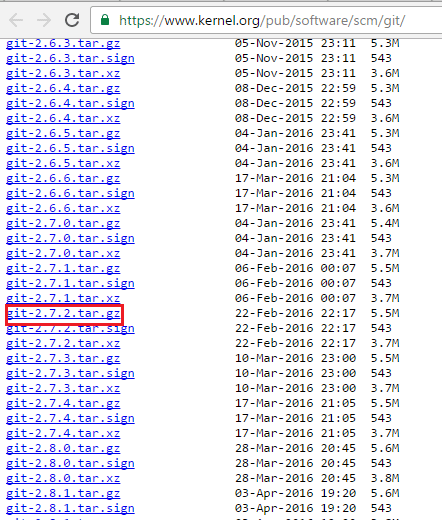 https://www.kernel.org/pub/software/scm/git/
git-2.6.3.tar.gz 05-Nov-2015 23:11 5.3M
git-2.6.3.tar.sign 05-Nov-2015 23:11 543
git-2.6.3.tar.xz 05-Nov-2015 23:11 3.6M
git-2.6.4.tar.gz 08-Dec-2015 22:59 5.3M
git-2.6.4.tar.sign 08-Dec-2015 22:59 543
git-2.6.4.tar.xz 08-Dec-2015 22:59 3.6M
git-2.6.5.tar.gz 04-Jan-2016 23:41 5.3M
git-2.6.5.tar.sign 04-Jan-2016 23:41 543
git-2.6.5.tar.xz 04-Jan-2016 23:41 3.6M
git-2.6.6.tar.gz 17-Mar-2016 21:04 5.3M
git-2.6.6.tar.sign 17-Mar-2016 21:04 543
git-2.6.6.tar.xz 17-Mar-2016 21:04 3.6M
git-2.7.0.tar.gz 04-Jan-2016 23:41 5.4M
git-2.7.0.tar.sign 04-Jan-2016 23:41 543
git-2.7.0.tar.xz 04-Jan-2016 23:41 3.7M
git-2.7.1.tar.gz 06-Feb-2016 00:07 5.5M
git-2.7.1.tar.sign 06-Feb-2016 00:07 543
git-2.7.1.tar.xz 06-Feb-2016 00:07 3.7M
git-2.7.2.tar.gz 22-Feb-2016 22:17 5.5M
git-2.7.2.tar.sign 22-Feb-2016 22:17 543
git-2.7.2.tar.xz 22-Feb-2016 22:17 3.7M
git-2.7.3.tar.gz 10-Mar-2016 23:00 5.5M
git-2.7.3.tar.sign 10-Mar-2016 23:00 543
git-2.7.3.tar.xz 10-Mar-2016 23:00 3.7M
git-2.7.4.tar.gz 17-Mar-2016 21:05 5.5M
git-2.7.4.tar.sign 17-Mar-2016 21:05 543
git-2.7.4.tar.xz 17-Mar-2016 21:05 3.7M
git-2.8.0.tar.gz 28-Mar-2016 20:45 5.6M
git-2.8.0.tar.sign 28-Mar-2016 20:45 543
git-2.8.0.tar.xz 28-Mar-2016 20:45 3.8M
git-2.8.1.tar.gz 03-Apr-2016 19:20 5.6M
git-2.8.1.tar.sign 03-Apr-2016 19:20 543